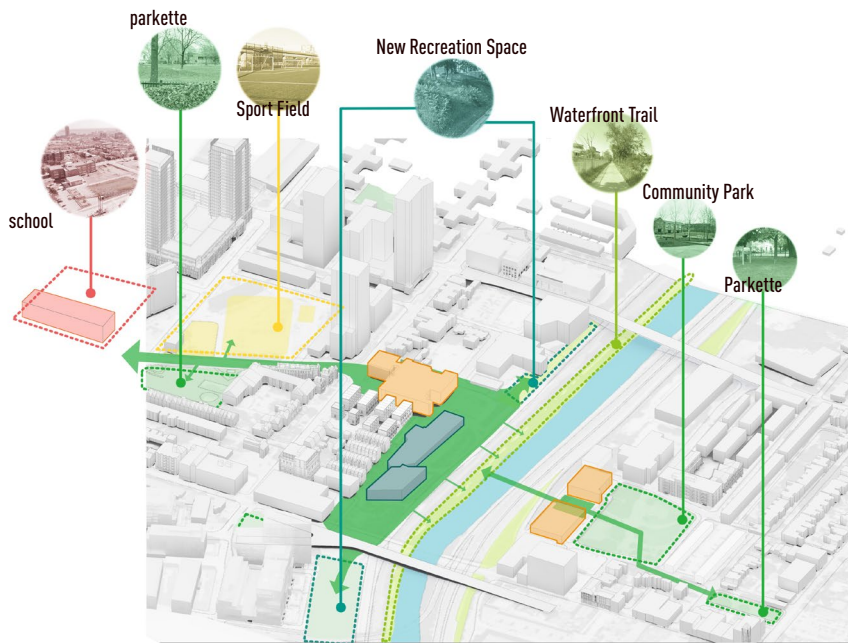 parkette
New Recreation Space
Sport Field
Waterfront Trail
Community Park
school
Parkette